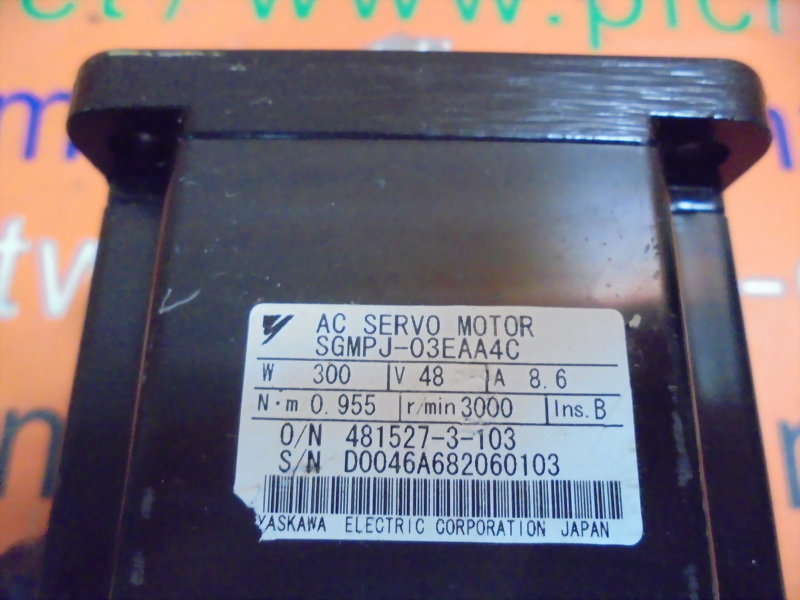 AC SERVO MOTOR
SGMPJ-03EAA4C
W 300 V 48 A 8.6
N·m 0.955 r/min 3000 Ins. B
O/N 481527-3-103
S/N D0046A682060103
YASKAWA ELECTRIC CORPORATION JAPAN